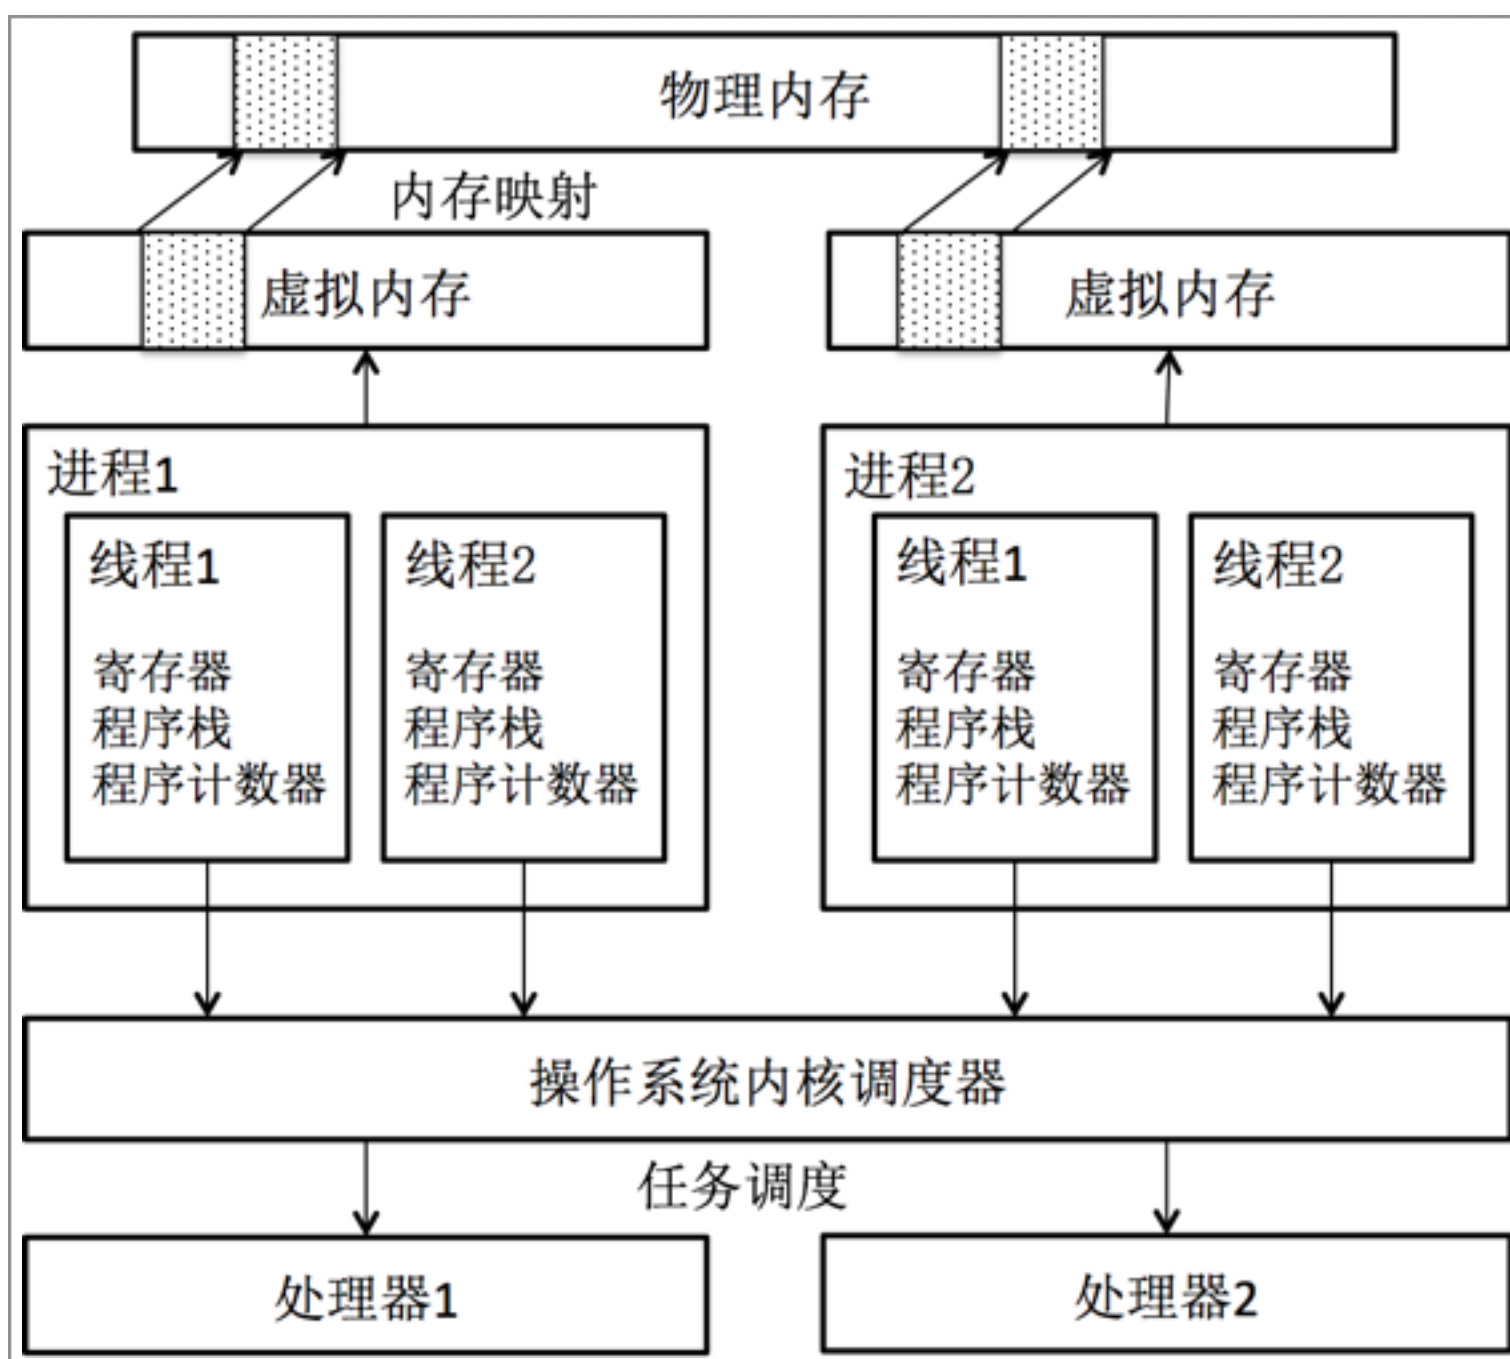 物理内存
内存映射
虚拟内存
虚拟内存
进程1
线程1
寄存器
程序栈
程序计数器
线程2
寄存器
程序栈
程序计数器
进程2
线程1
寄存器
程序栈
程序计数器
线程2
寄存器
程序栈
程序计数器
操作系统内核调度器
任务调度
处理器1
处理器2